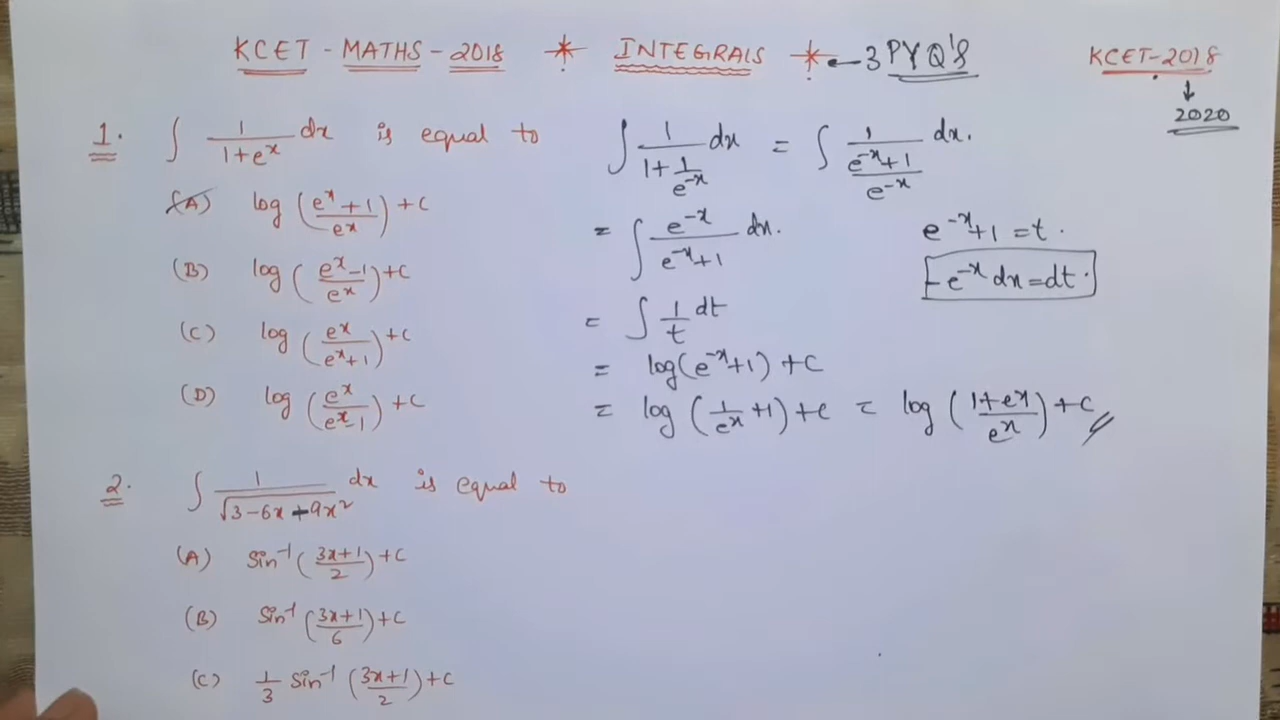 KCET - MATHS - 2018 * INTEGRALS * ← 3 PYQ'S
KCET-2018
↓
2020
1. ∫ 1/(1+e^x) dx is equal to
(A) log ((e^x+1)/e^x) + c
(B) log ((e^x-1)/e^x) + c
(C) log (e^x/(e^x+1)) + c
(D) log (e^x/(e^x-1)) + c
∫ 1/(1+1/e^-x) dx = ∫ 1/((e^-x+1)/e^-x) dx.
= ∫ e^-x/(e^-x+1) dx.
e^-x+1 = t.
-e^-x dx = dt.
= ∫ 1/t dt
= log(e^-x+1) + c
= log (1/e^x + 1) + c = log ((1+e^x)/e^x) + c
2. ∫ 1/√(3-6x-9x²) dx is equal to
(A) Sin^-1 ((3x+1)/2) + c
(B) Sin^-1 ((3x+1)/6) + c
(C) 1/3 Sin^-1 ((3x+1)/2) + c